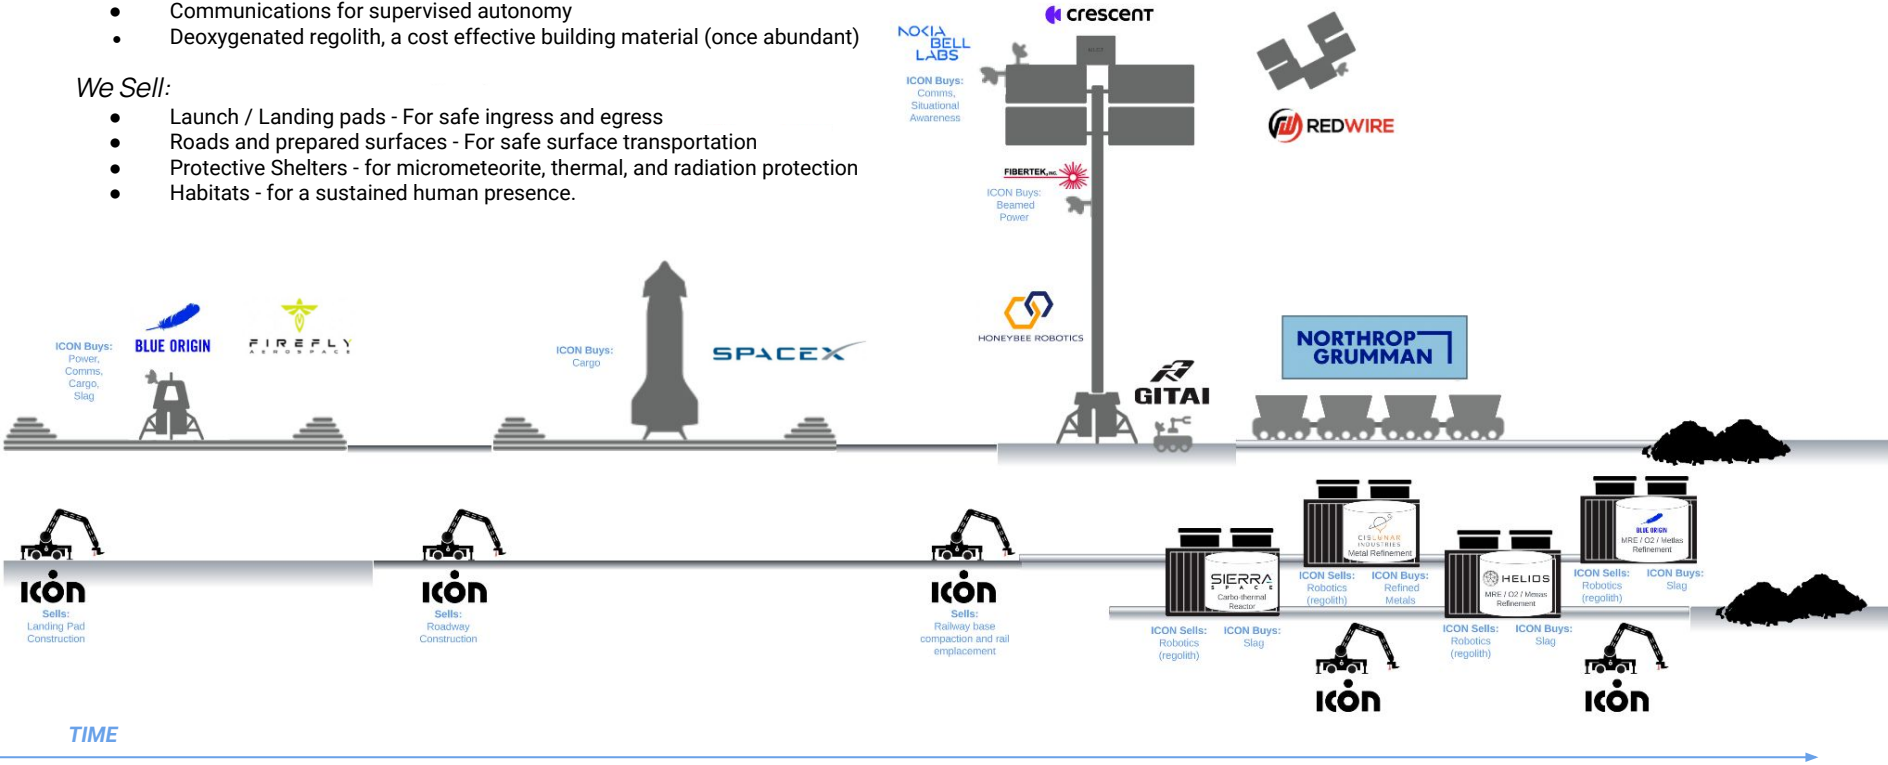 ● Communications for supervised autonomy
● Deoxygenated regolith, a cost effective building material (once abundant)
We Sell:
● Launch / Landing pads - For safe ingress and egress
● Roads and prepared surfaces - For safe surface transportation
● Protective Shelters - for micrometeorite, thermal, and radiation protection
● Habitats - for a sustained human presence.
crescent
NOKIA
BELL
LABS
ICON Buys:
Comms,
Situational
Awareness
REDWIRE
FIBERTEK, INC.
ICON Buys:
Beamed
Power
HONEYBEE ROBOTICS
GITAI
NORTHROP
GRUMMAN
ICON Buys:
Power,
Comms,
Cargo,
Slag
BLUE ORIGIN
FIREFLY
AEROSPACE
ICON Buys:
Cargo
SPACEX
ICON
Sells:
Landing Pad
Construction
ICON
Sells:
Roadway
Construction
ICON
Sells:
Railway base
compaction and rail
emplacement
SIERRA
SPACE
Carbo-thermal
Reactor
ICON Sells:
Robotics
(regolith)
ICON Buys:
Slag
CISLUNAR
INDUSTRIES
Metal Refinement
ICON Sells:
Robotics
(regolith)
ICON Buys:
Refined
Metals
HELIOS
MRE / O2 / Metas
Refinement
ICON Sells:
Robotics
(regolith)
ICON Buys:
Slag
BLUE ORIGIN
MRE / O2 / Metlas
Refinement
ICON Sells:
Robotics
(regolith)
ICON Buys:
Slag
ICON
ICON
TIME